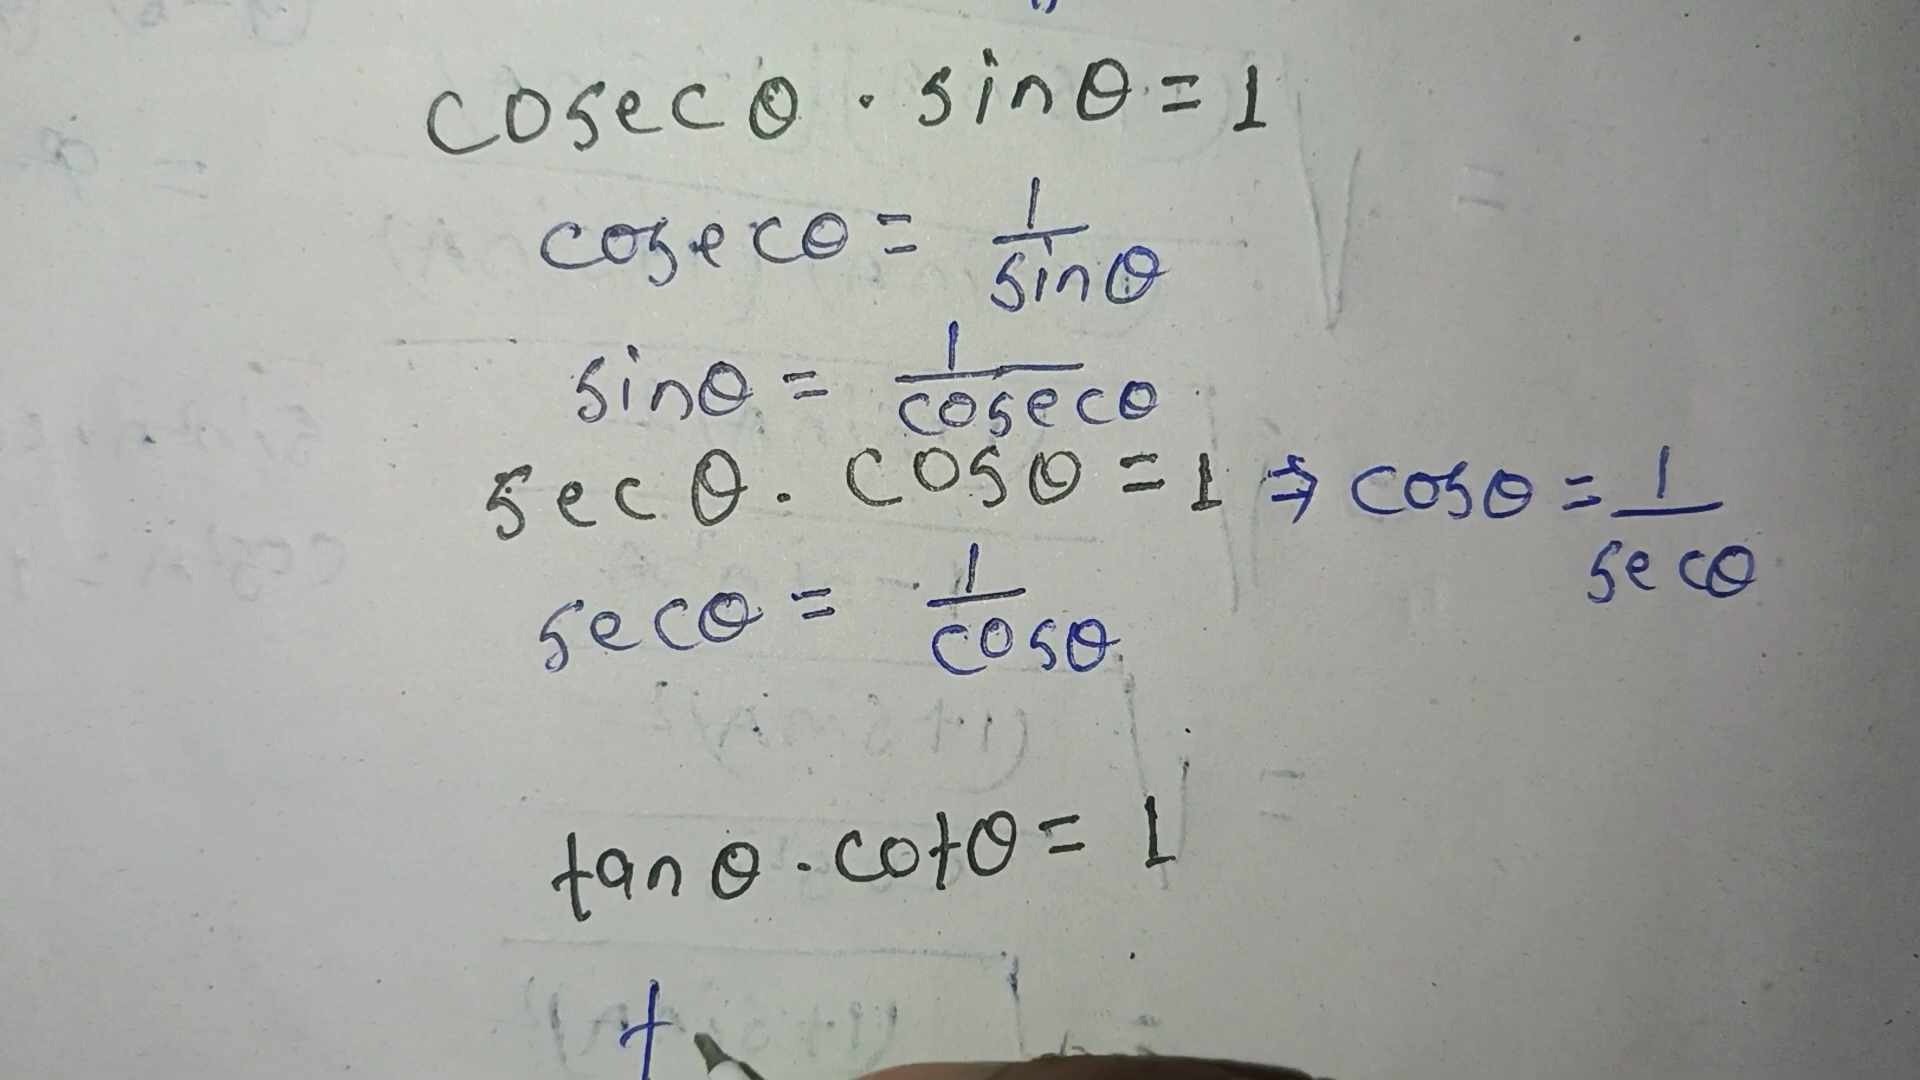 cosecθ · sinθ = 1
cosecθ = 1/sinθ
sinθ = 1/cosecθ
secθ · cosθ = 1 ⇒ cosθ = 1/secθ
secθ = 1/cosθ
tanθ · cotθ = 1
t